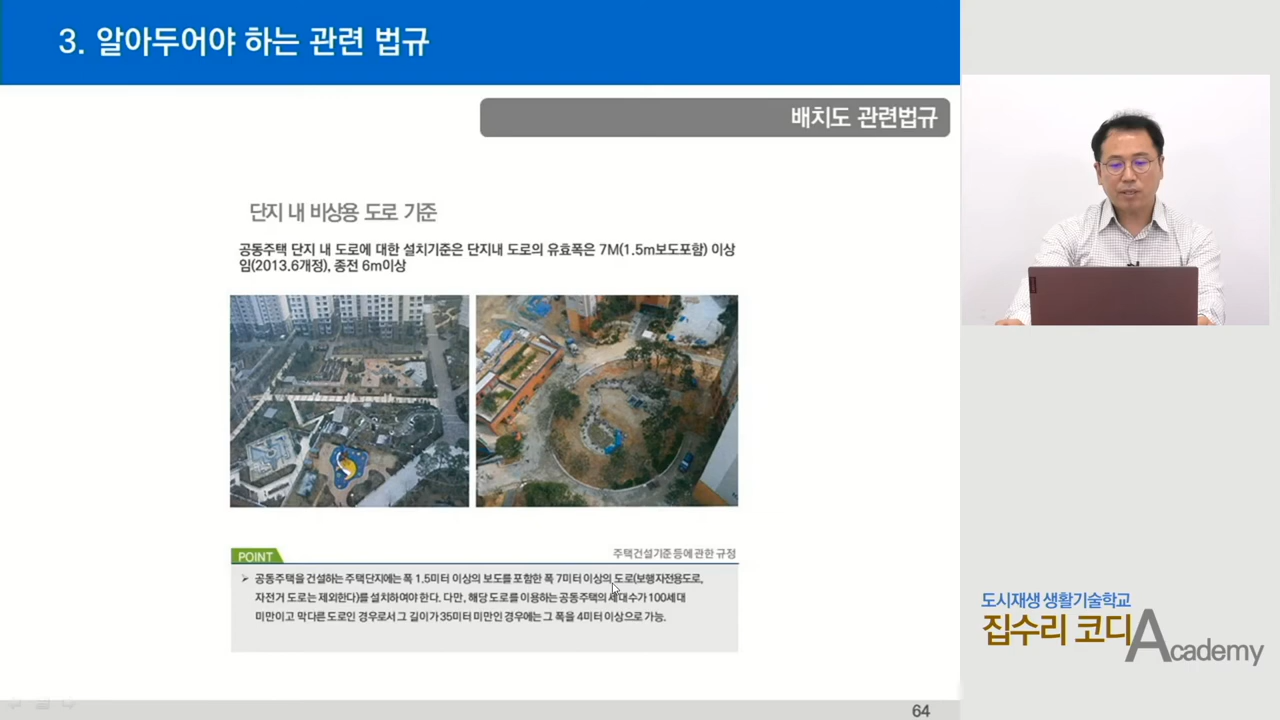 3. 알아두어야 하는 관련 법규
배치도 관련법규
단지 내 비상용 도로 기준
공동주택 단지 내 도로에 대한 설치기준은 단지내 도로의 유효폭은 7M(1.5m보도포함) 이상
임(2013.6개정), 종전 6m이상
POINT
주택건설기준 등에 관한 규정
➢ 공동주택을 건설하는 주택단지에는 폭 1.5미터 이상의 보도를 포함한 폭 7미터 이상의 도로(보행자전용도로,
자전거 도로는 제외한다)를 설치하여야 한다. 다만, 해당 도로를 이용하는 공동주택의 세대수가 100세대
미만이고 막다른 도로인 경우로서 그 길이가 35미터 미만인 경우에는 그 폭을 4미터 이상으로 가능.
도시재생 생활기술학교
집수리 코디 Academy
64